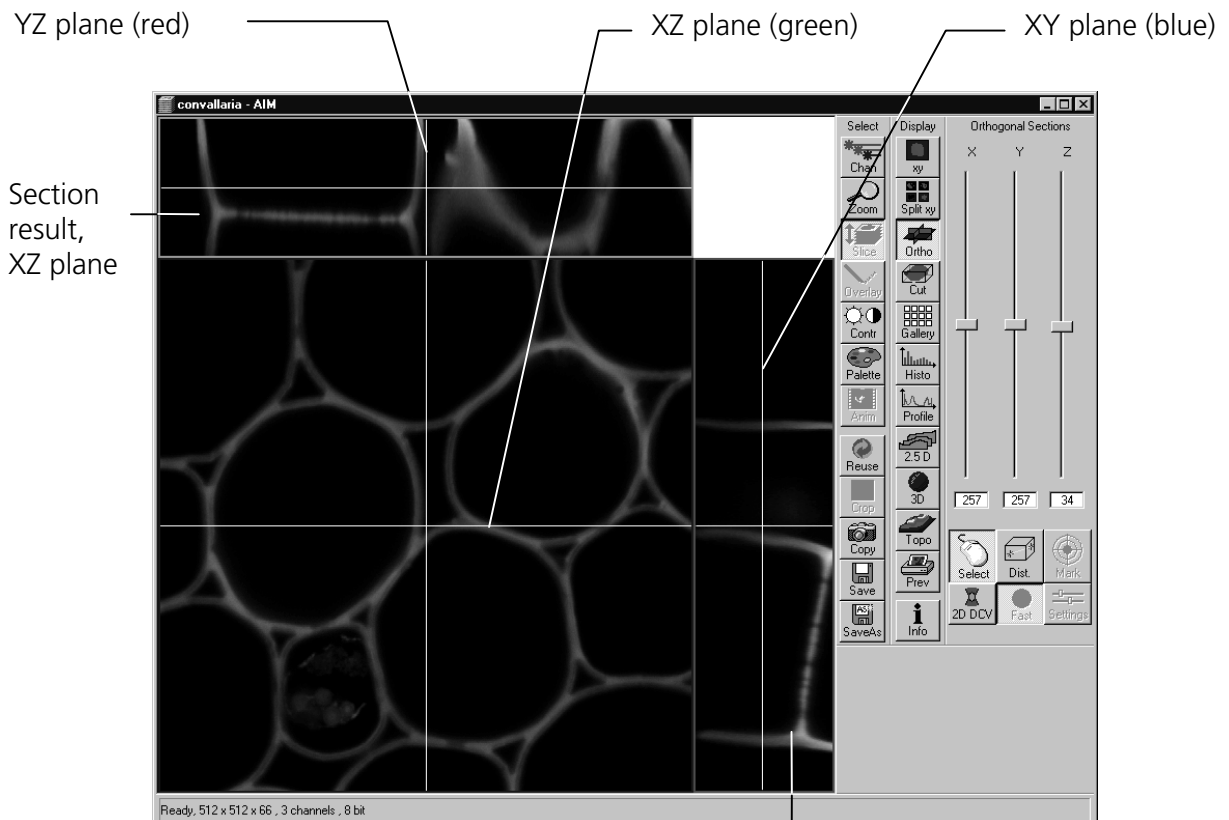 YZ plane (red)
XZ plane (green)
XY plane (blue)
convallaria - AIM
Section
result,
XZ plane
Select
Display
Orthogonal Sections
Chan
xy
X
Y
Z
Zoom
Split xy
Slice
Ortho
Overlay
Cut
Contr
Gallery
Palette
Histo
Anim
Profile
Reuse
2.5 D
Crop
3D
257
257
34
Copy
Topo
Save
Prev
Select
Dist.
Mark
SaveAs
AS
Info
2D DCV
Fast
Settings
Ready, 512 x 512 x 66 , 3 channels , 8 bit